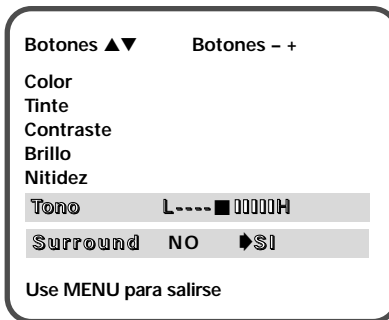 Botones ▲▼ Botones – +
Color
Tinte
Contraste
Brillo
Nitidez
Tono L----■IIIIIIH
Surround NO ➧SI
Use MENU para salirse